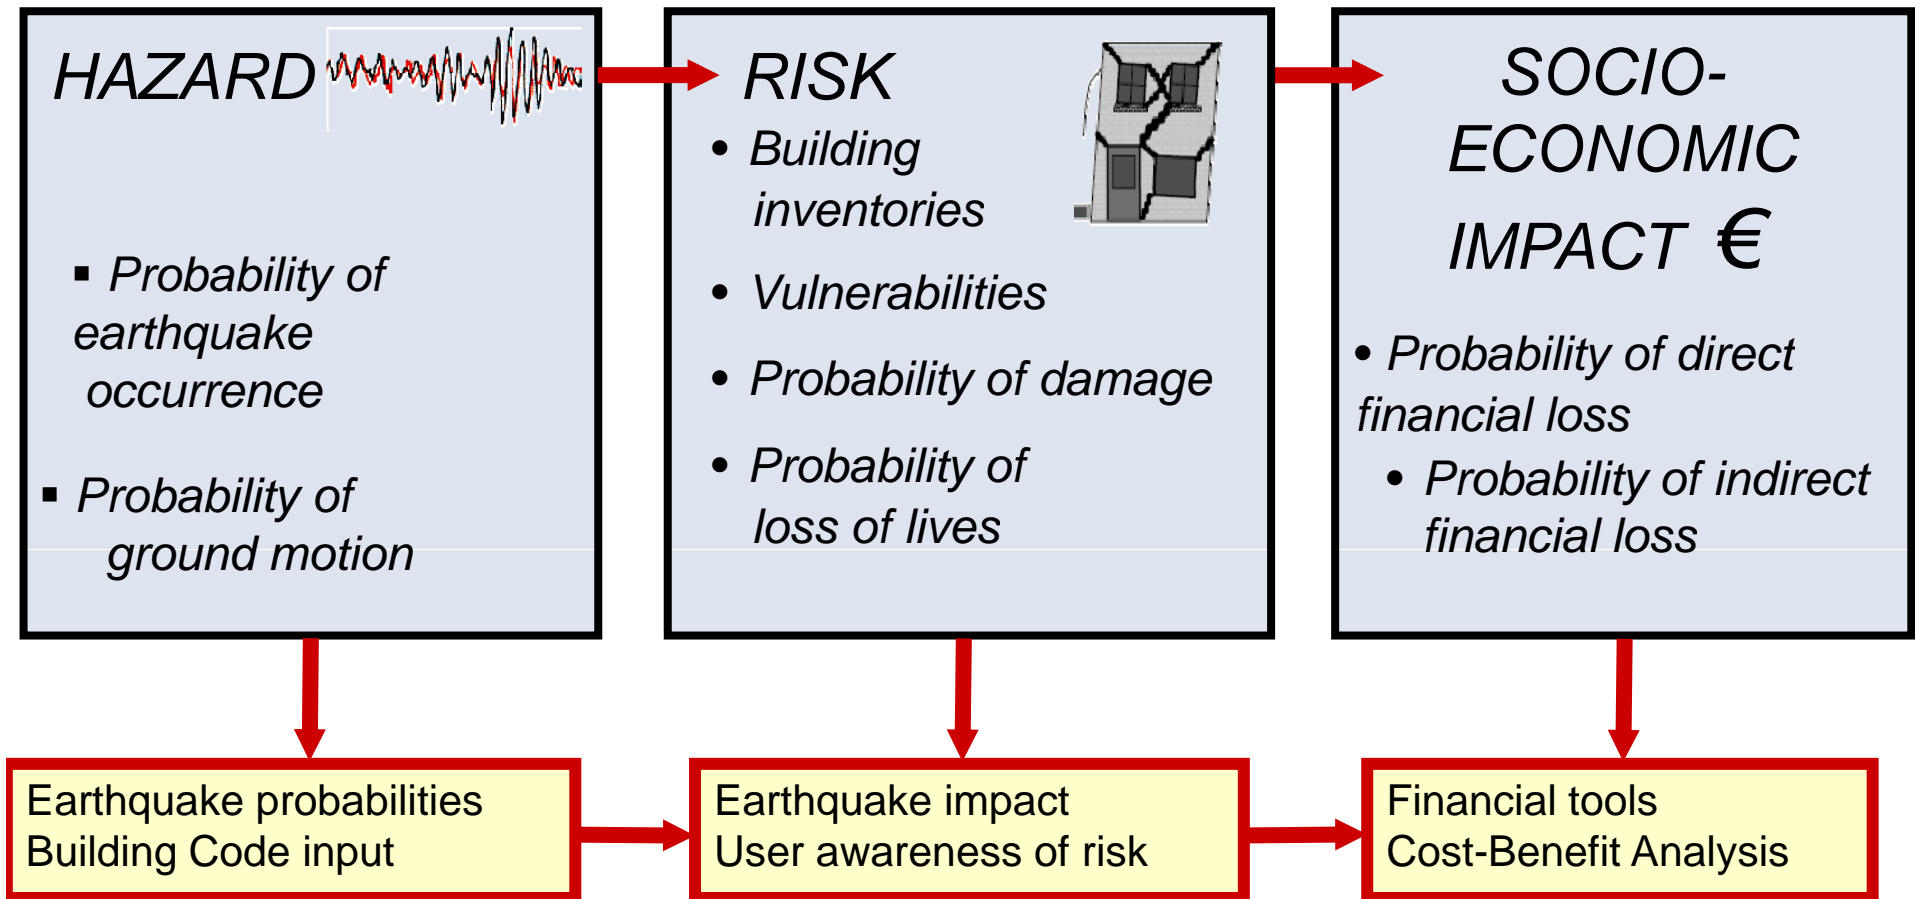 HAZARD
▪ Probability of
earthquake
occurrence
▪ Probability of
ground motion
RISK
• Building
inventories
• Vulnerabilities
• Probability of damage
• Probability of
loss of lives
SOCIO-
ECONOMIC
IMPACT €
• Probability of direct
financial loss
• Probability of indirect
financial loss
Earthquake probabilities
Building Code input
Earthquake impact
User awareness of risk
Financial tools
Cost-Benefit Analysis